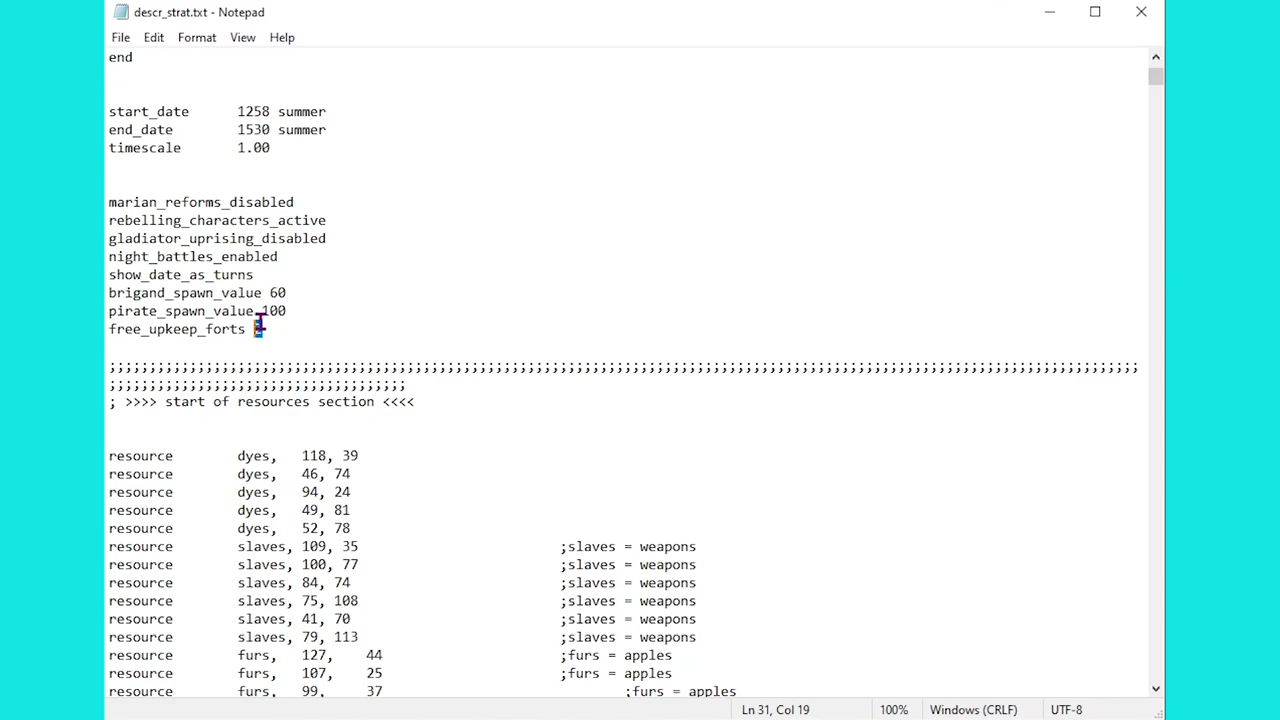 descr_strat.txt - Notepad
File Edit Format View Help
end
start_date 1258 summer
end_date 1530 summer
timescale 1.00
marian_reforms_disabled
rebelling_characters_active
gladiator_uprising_disabled
night_battles_enabled
show_date_as_turns
brigand_spawn_value 60
pirate_spawn_value 100
free_upkeep_forts
;;;;;;;;;;;;;;;;;;;;;;;;;;;;;;;;;;;;;;;;;;;;;;;;;;;;;;;;;;;;;;;;;;;;;;;;;;;;;;;;;;;;;;;;;;;;;;;;;;;;;;;;;;;;;;;;;;;;;;;;;;;;;;;;
;;;;;;;;;;;;;;;;;;;;;;;;;;;;;;;;;;;;;
; >>>> start of resources section <<<<
resource dyes, 118, 39
resource dyes, 46, 74
resource dyes, 94, 24
resource dyes, 49, 81
resource dyes, 52, 78
resource slaves, 109, 35 ;slaves = weapons
resource slaves, 100, 77 ;slaves = weapons
resource slaves, 84, 74 ;slaves = weapons
resource slaves, 75, 108 ;slaves = weapons
resource slaves, 41, 70 ;slaves = weapons
resource slaves, 79, 113 ;slaves = weapons
resource furs, 127, 44 ;furs = apples
resource furs, 107, 25 ;furs = apples
resource furs, 99, 37 ;furs = apples
Ln 31, Col 19 100% Windows (CRLF) UTF-8